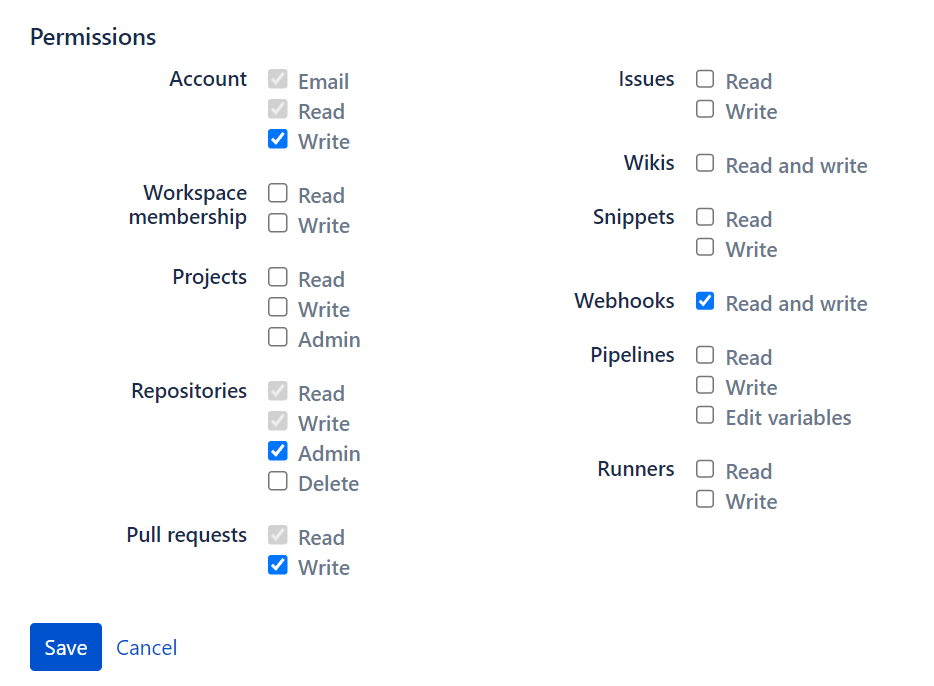 Permissions
Account
Email
Read
Write
Workspace
membership
Read
Write
Projects
Read
Write
Admin
Repositories
Read
Write
Admin
Delete
Pull requests
Read
Write
Issues
Read
Write
Wikis
Read and write
Snippets
Read
Write
Webhooks
Read and write
Pipelines
Read
Write
Edit variables
Runners
Read
Write
Save
Cancel